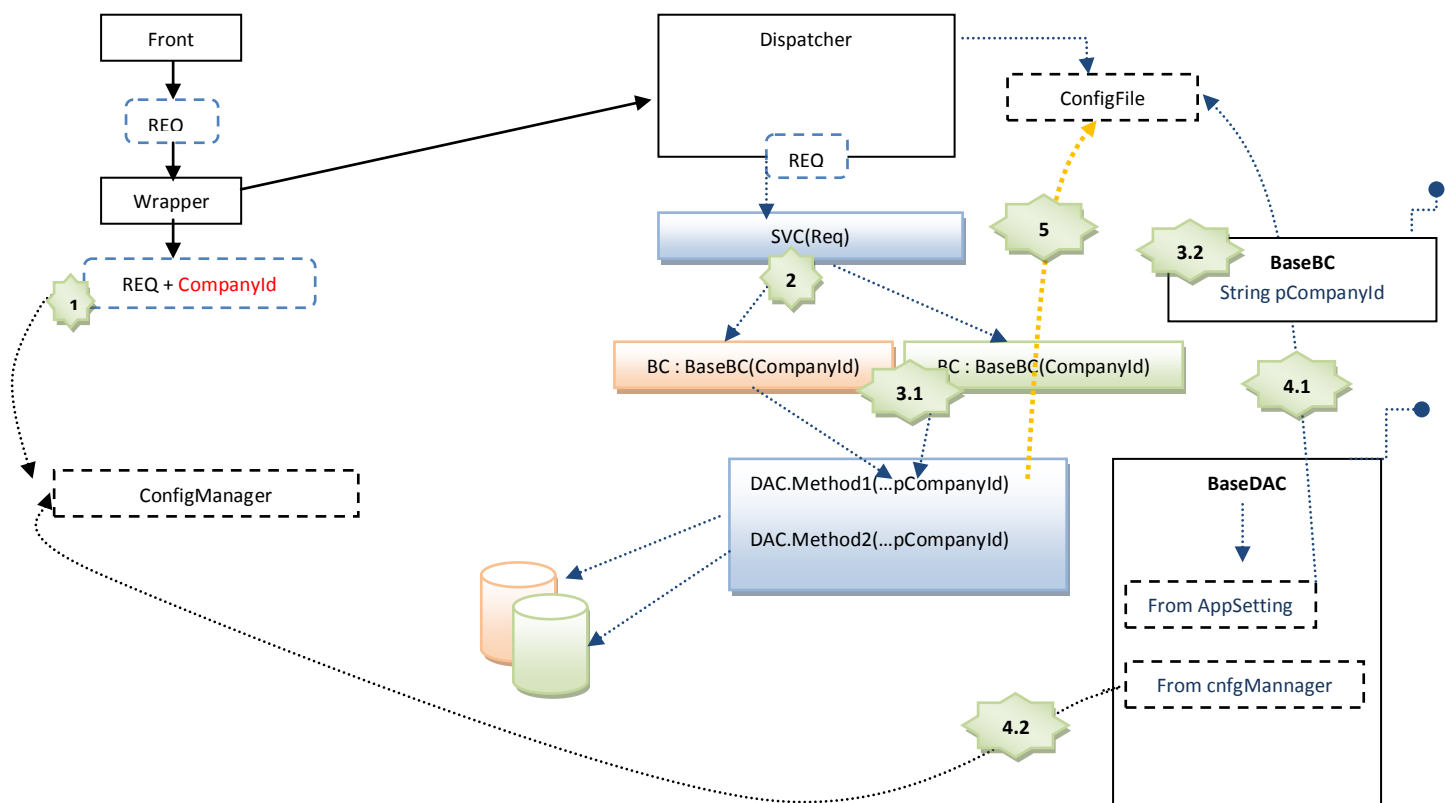 Front
REQ
Wrapper
REQ + CompanyId
1
ConfigManager
Dispatcher
REQ
ConfigFile
SVC(Req)
2
5
3.2
BaseBC
String pCompanyId
BC : BaseBC(CompanyId)
BC : BaseBC(CompanyId)
3.1
4.1
DAC.Method1(...pCompanyId)
DAC.Method2(...pCompanyId)
BaseDAC
From AppSetting
From cnfgMannager
4.2